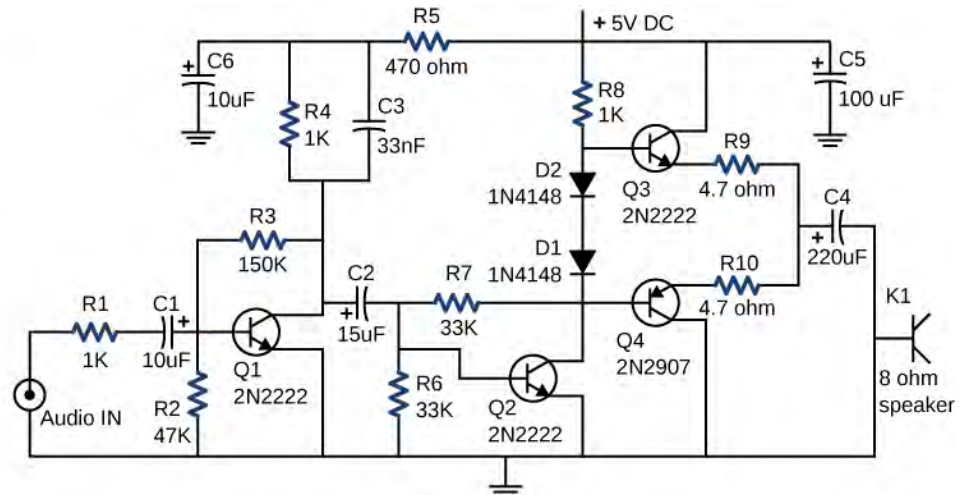 R5
470 ohm
+ 5V DC
+
C6
10uF
R4
1K
C3
33nF
R8
1K
+
C5
100 uF
D2
1N4148
Q3
2N2222
R9
4.7 ohm
C4
+
220uF
R3
150K
D1
1N4148
R10
4.7 ohm
R1
1K
C1
+
10uF
C2
+
15uF
R7
33K
K1
Q1
2N2222
Q4
2N2907
8 ohm
speaker
Audio IN
R2
47K
R6
33K
Q2
2N2222